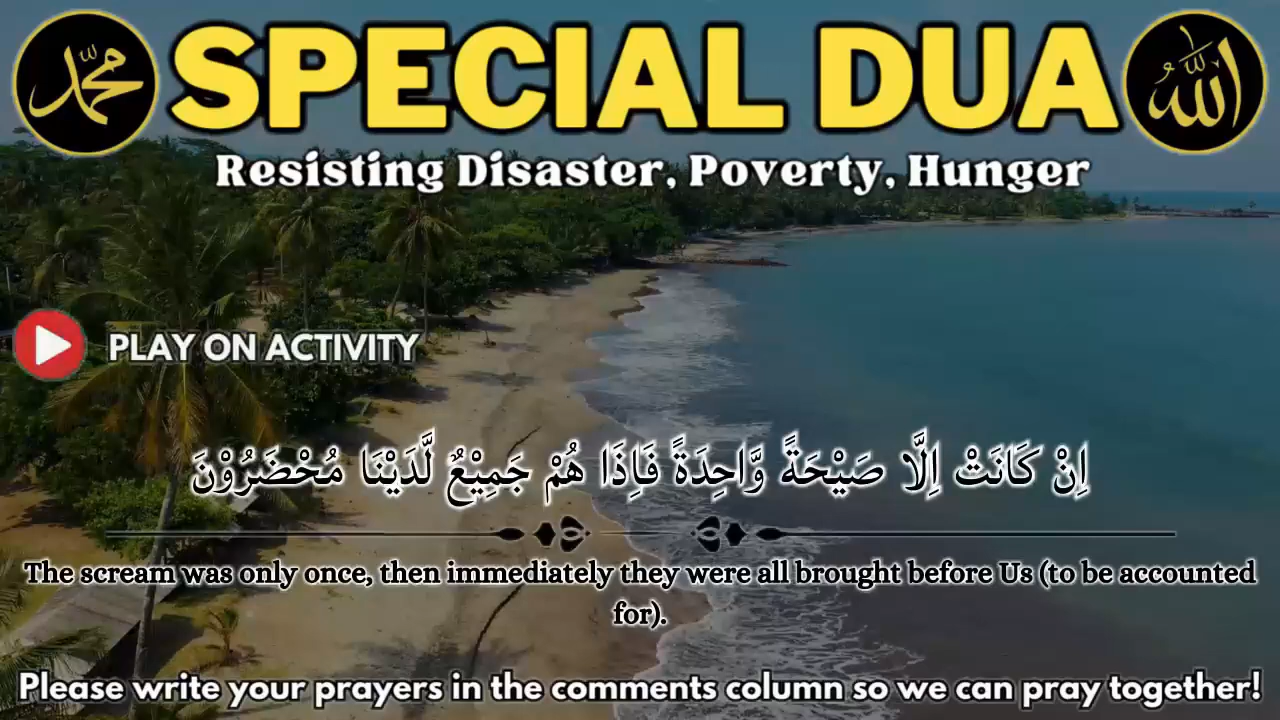 محمد
SPECIAL DUA
الله
Resisting Disaster, Poverty, Hunger
PLAY ON ACTIVITY
اِنْ كَانَتْ اِلَّا صَيْحَةً وَّاحِدَةً فَاِذَا هُمْ جَمِيْعٌ لَّدَيْنَا مُحْضَرُوْنَ
The scream was only once, then immediately they were all brought before Us (to be accounted
for).
Please write your prayers in the comments column so we can pray together!